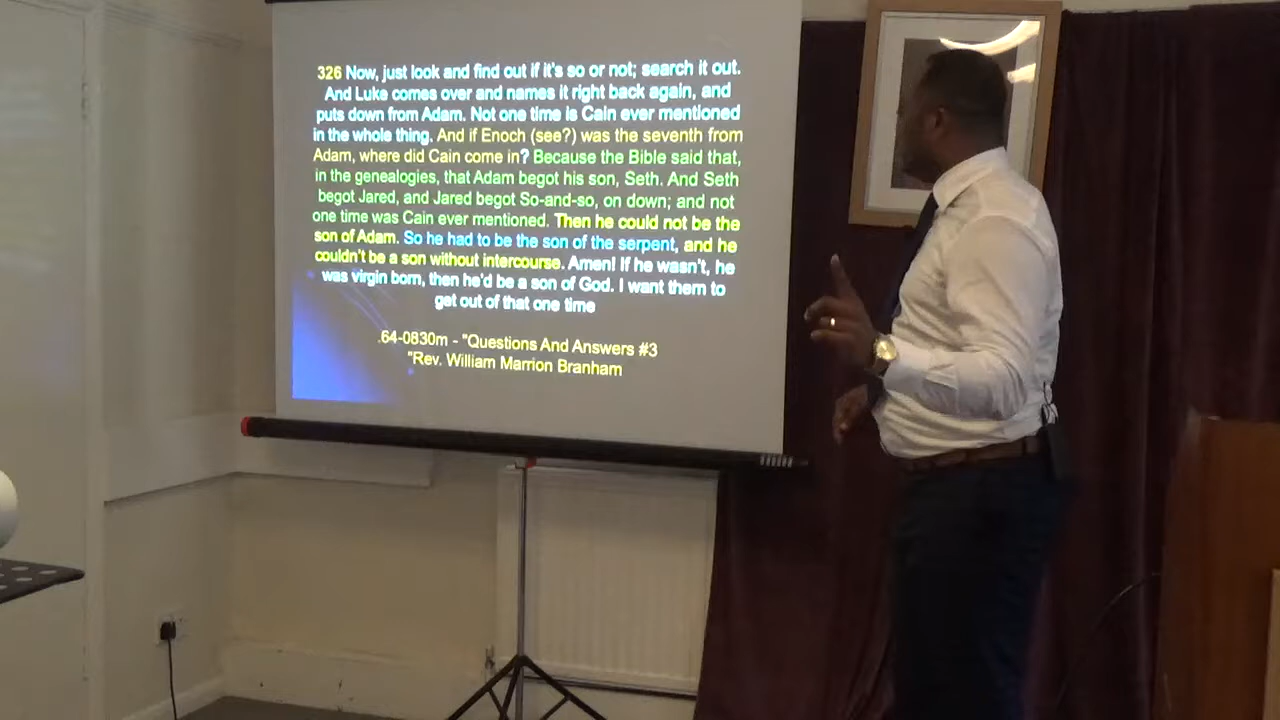 326 Now, just look and find out if it's so or not; search it out.
And Luke comes over and names it right back again, and
puts down from Adam. Not one time is Cain ever mentioned
in the whole thing. And if Enoch (see?) was the seventh from
Adam, where did Cain come in? Because the Bible said that,
in the genealogies, that Adam begot his son, Seth. And Seth
begot Jared, and Jared begot So-and-so, on down; and not
one time was Cain ever mentioned. Then he could not be the
son of Adam. So he had to be the son of the serpent, and he
couldn't be a son without intercourse. Amen! If he wasn't, he
was virgin born, then he'd be a son of God. I want them to
get out of that one time
.64-0830m - "Questions And Answers #3
"Rev. William Marrion Branham